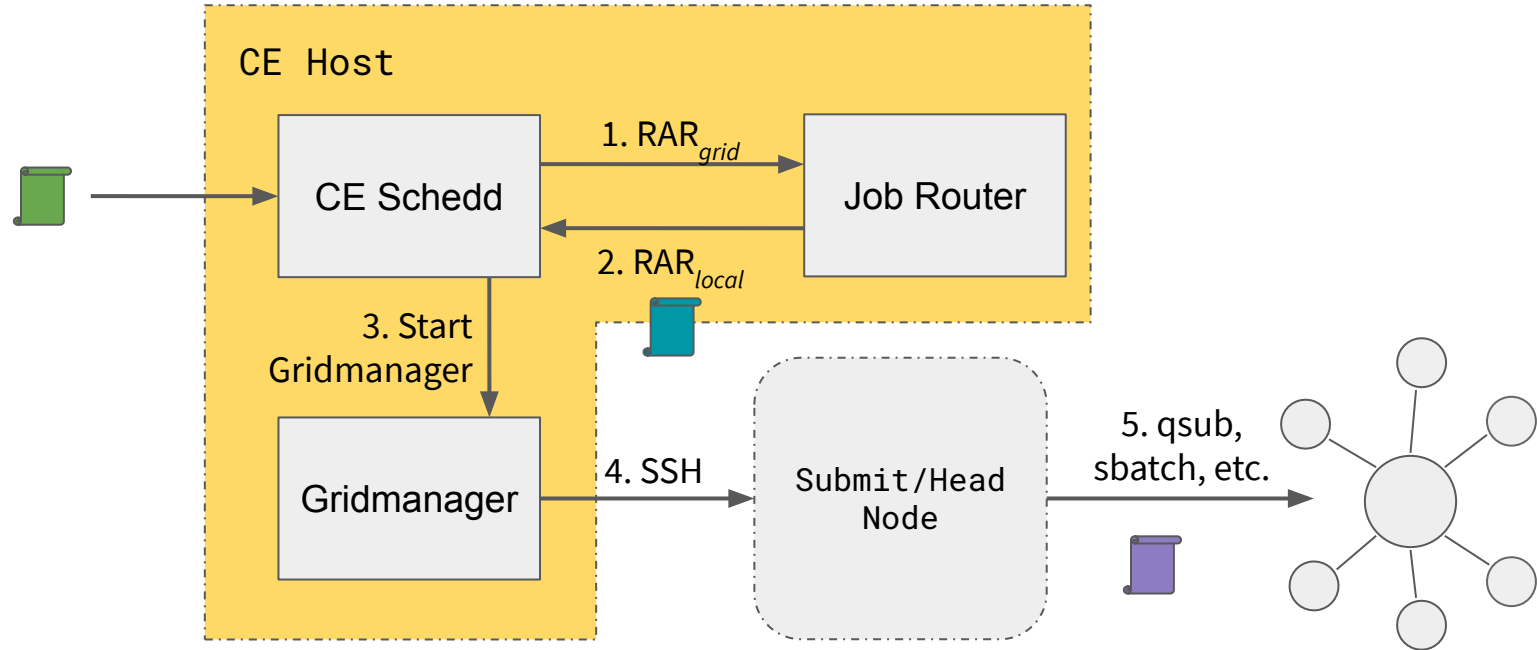 CE Host
CE Schedd
1. RARgrid
Job Router
2. RARlocal
3. Start
Gridmanager
Gridmanager
4. SSH
Submit/Head
Node
5. qsub,
sbatch, etc.